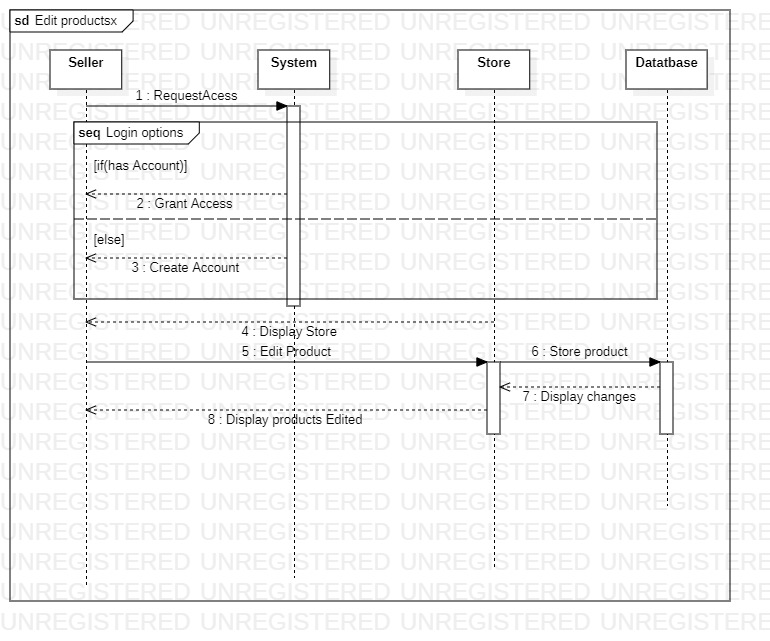 sd Edit productsx
Seller
System
Store
Datatbase
1 : RequestAcess
seq Login options
[if(has Account)]
2 : Grant Access
[else]
3 : Create Account
4 : Display Store
5 : Edit Product
6 : Store product
7 : Display changes
8 : Display products Edited
UNREGISTERED